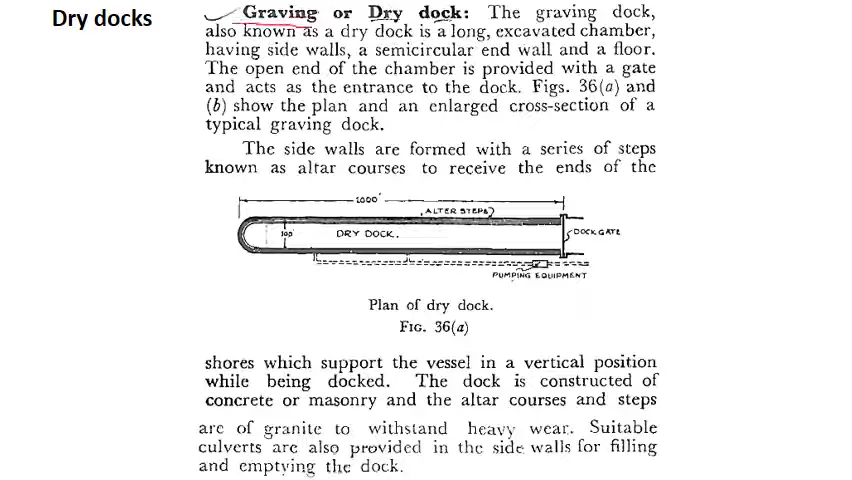 Dry docks
Graving or Dry dock: The graving dock,
also known as a dry dock is a long, excavated chamber,
having side walls, a semicircular end wall and a floor.
The open end of the chamber is provided with a gate
and acts as the entrance to the dock. Figs. 36(a) and
(b) show the plan and an enlarged cross-section of a
typical graving dock.
The side walls are formed with a series of steps
known as altar courses to receive the ends of the
1000'
ALTER STEPS
100'
DRY DOCK.
DOCK GATE
PUMPING EQUIPMENT
Plan of dry dock.
FIG. 36(a)
shores which support the vessel in a vertical position
while being docked. The dock is constructed of
concrete or masonry and the altar courses and steps
are of granite to withstand heavy wear. Suitable
culverts are also provided in the side walls for filling
and emptying the dock.